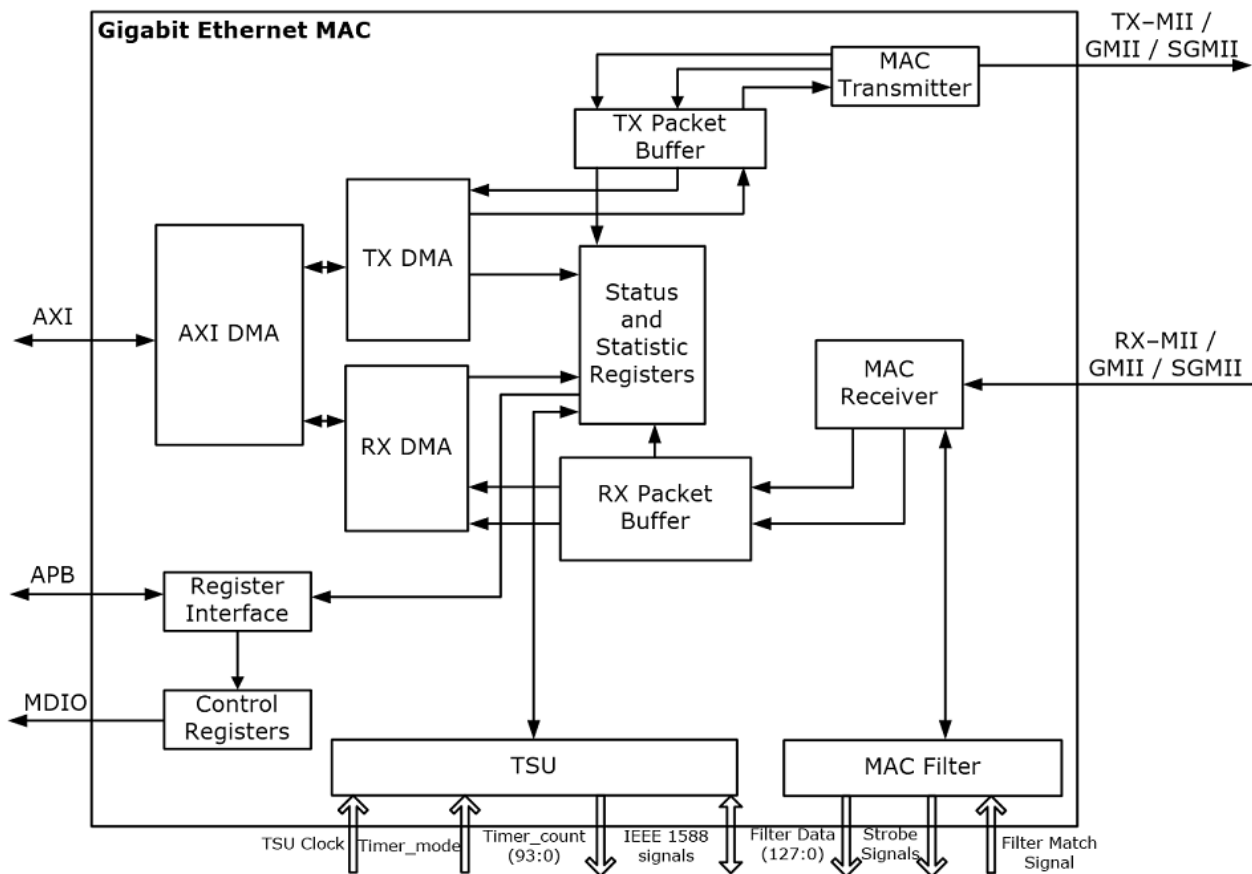 Gigabit Ethernet MAC
TX–MII /
GMII / SGMII
MAC
Transmitter
TX Packet
Buffer
TX DMA
AXI DMA
AXI
Status
and
Statistic
Registers
RX–MII /
GMII / SGMII
MAC
Receiver
RX DMA
RX Packet
Buffer
APB
Register
Interface
MDIO
Control
Registers
TSU
MAC Filter
TSU Clock
Timer_mode
Timer_count
(93:0)
IEEE 1588
signals
Filter Data
(127:0)
Strobe
Signals
Filter Match
Signal